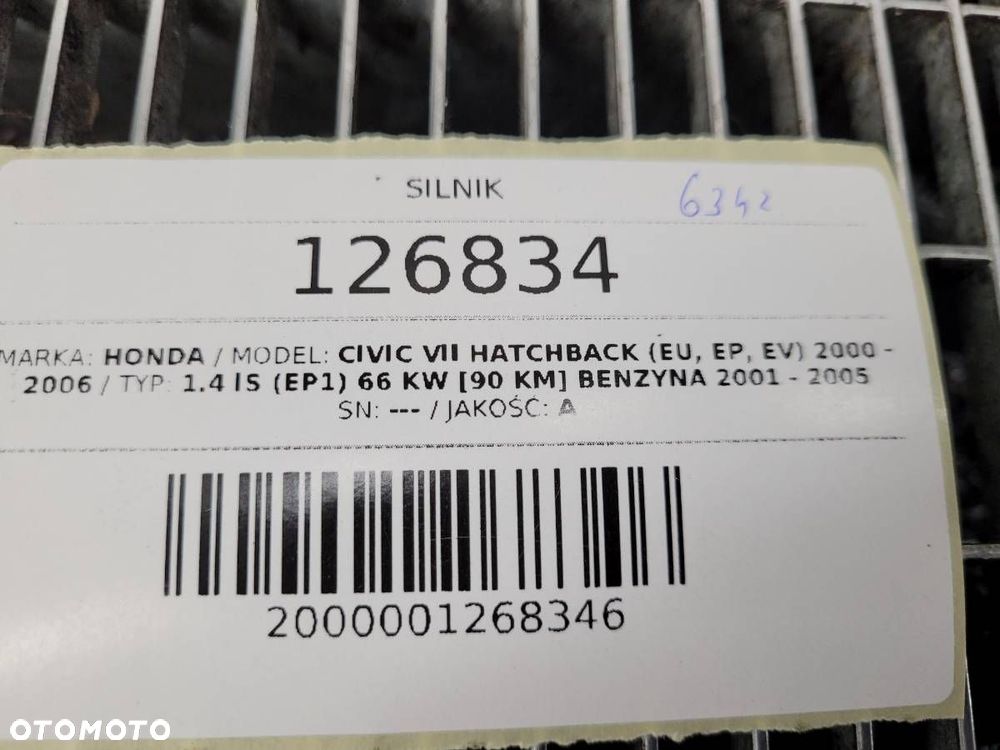 SILNIK
6342
126834
MARKA: HONDA / MODEL: CIVIC VII HATCHBACK (EU, EP, EV) 2000 -
2006 / TYP: 1.4 IS (EP1) 66 KW [90 KM] BENZYNA 2001 - 2005
SN: --- / JAKOŚĆ: A
2000001268346
OTOMOTO